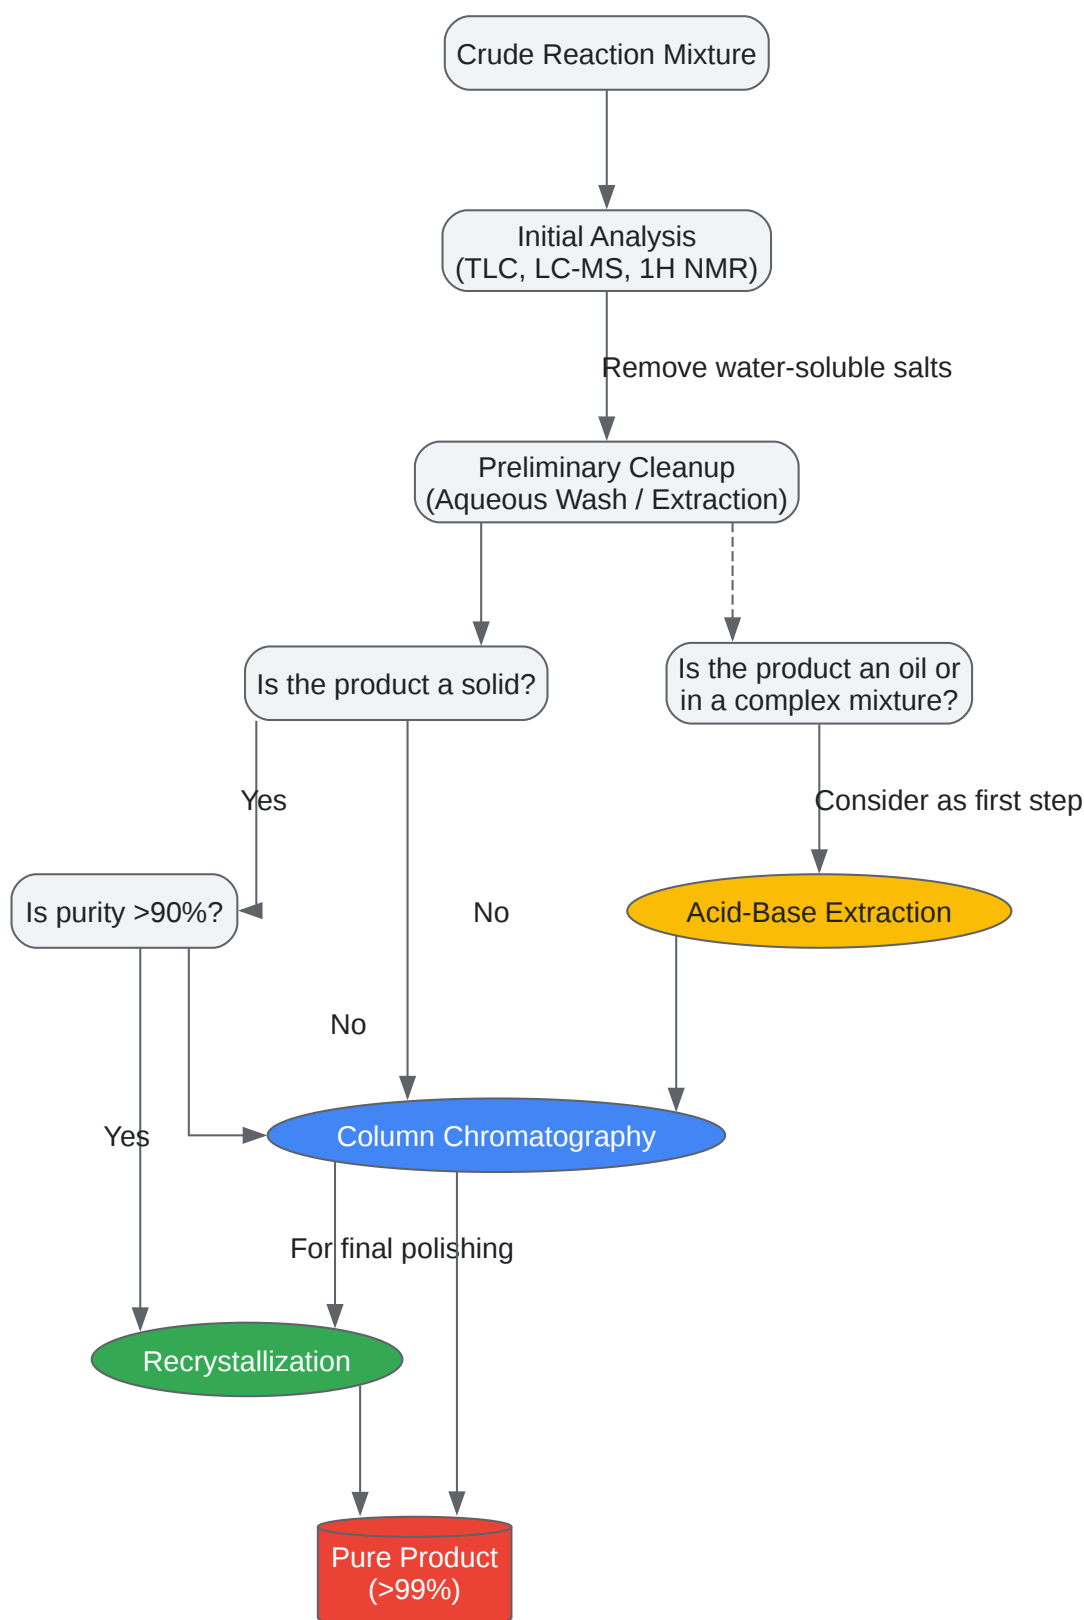 Crude Reaction Mixture
Initial Analysis
(TLC, LC-MS, 1H NMR)
Remove water-soluble salts
Preliminary Cleanup
(Aqueous Wash / Extraction)
Is the product a solid?
Is the product an oil or
in a complex mixture?
Yes
Consider as first step
Is purity >90%?
No
Acid-Base Extraction
No
Yes
Column Chromatography
For final polishing
Recrystallization
Pure Product
(>99%)